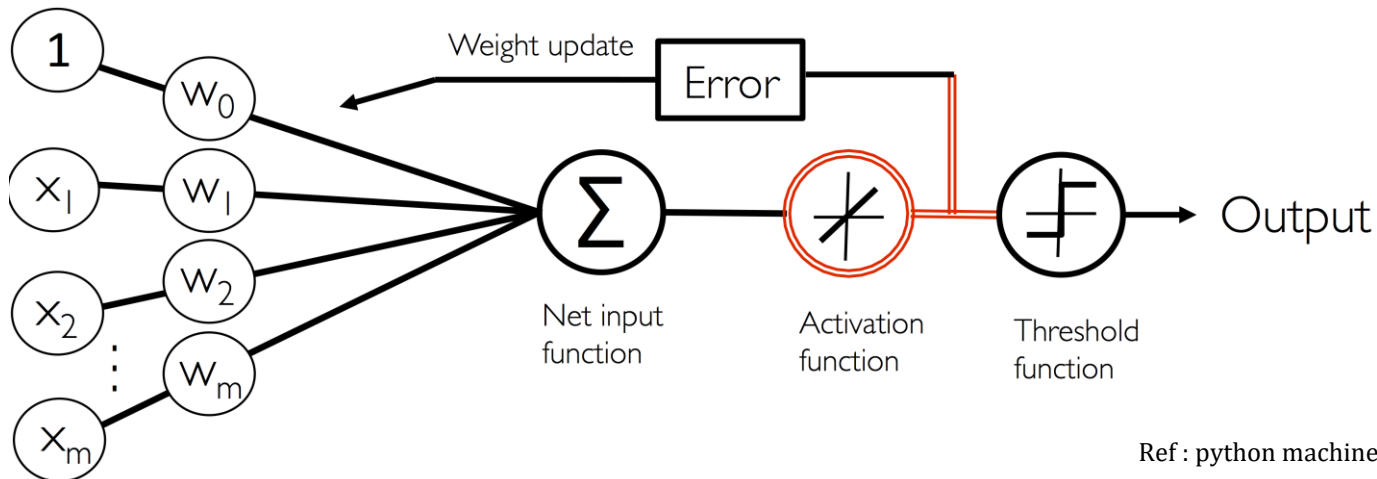 1
w0
x1
w1
x2
w2
⋮
wm
xm
Weight update
Error
Σ
Net input
function
Activation
function
Threshold
function
Output
Ref : python machine